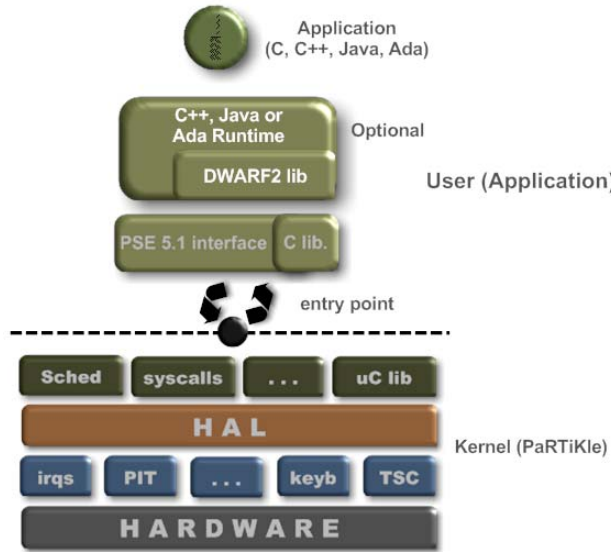 Application
(C, C++, Java, Ada)
C++, Java or
Ada Runtime
Optional
DWARF2 lib
User (Application)
PSE 5.1 interface
C lib.
entry point
Sched
syscalls
...
uC lib
HAL
Kernel (PaRTiKle)
irqs
PIT
...
keyb
TSC
HARDWARE